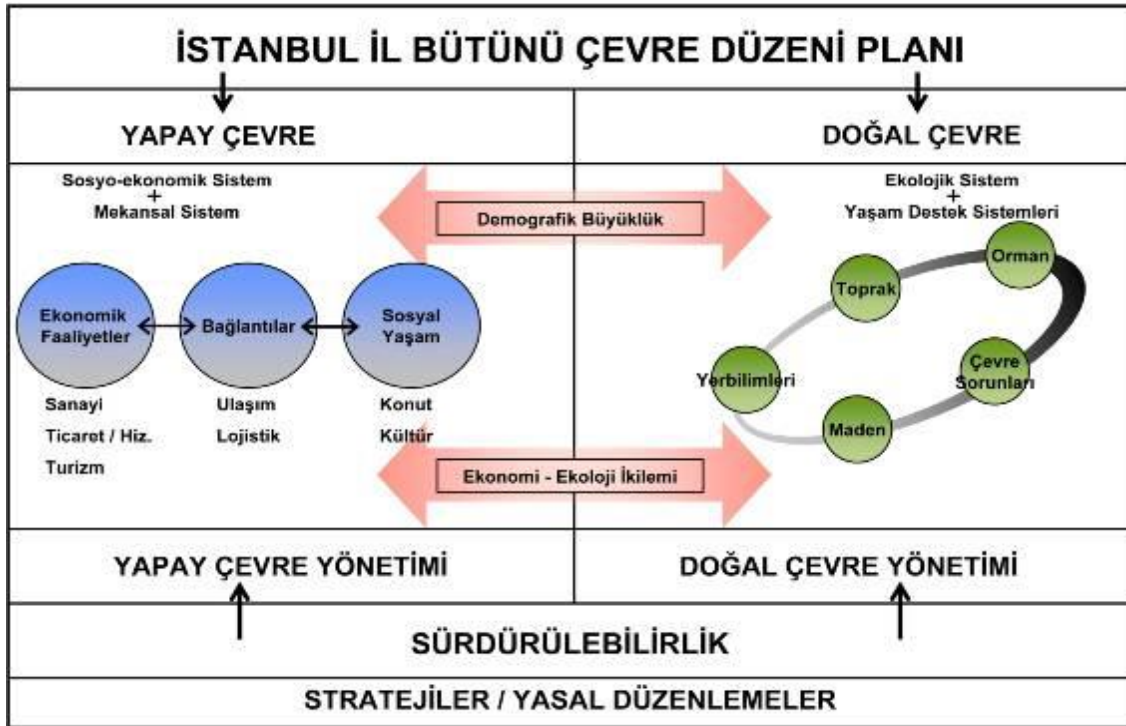 İSTANBUL İL BÜTÜNÜ ÇEVRE DÜZENİ PLANI
YAPAY ÇEVRE
DOĞAL ÇEVRE
Sosyo-ekonomik Sistem
+
Mekansal Sistem
Demografik Büyüklük
Ekolojik Sistem
+
Yaşam Destek Sistemleri
Ekonomik
Faaliyetler
Bağlantılar
Sosyal
Yaşam
Sanayi
Ticaret / Hiz.
Turizm
Ulaşım
Lojistik
Konut
Kültür
Orman
Toprak
Yerbilimleri
Çevre
Sorunları
Maden
Ekonomi - Ekoloji İkilemi
YAPAY ÇEVRE YÖNETİMİ
DOĞAL ÇEVRE YÖNETİMİ
SÜRDÜRÜLEBİLİRLİK
STRATEJİLER / YASAL DÜZENLEMELER